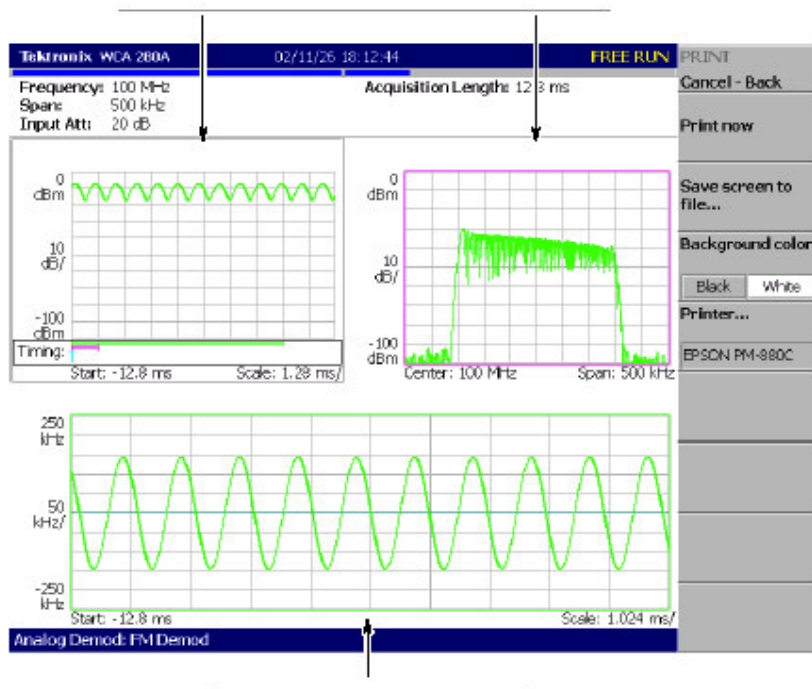 Tektronix WCA 280A 02/11/26 18:12:44 FREE RUN
Frequency: 100 MHz
Acquisition Length: 12.8 ms
Span: 500 kHz
Input Att: 20 dB
0
dBm
10
dB/
-100
dBm
Timing:
Start: -12.8 ms Scale: 1.28 ms/
0
dBm
10
dB/
-100
dBm
Center: 100 MHz Span: 500 kHz
250
kHz
50
kHz/
-250
kHz
Start: -12.8 ms Scale: 1.024 ms/
Analog Demod: FM Demod
PRINT
Cancel - Back
Print now
Save screen to
file...
Background color
Black White
Printer...
EPSON PM-880C